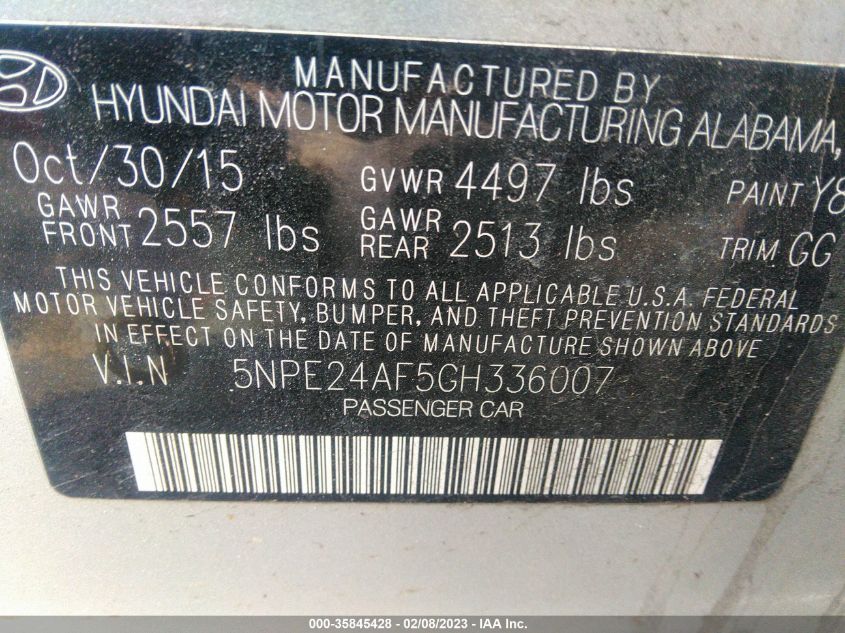 MANUFACTURED BY
HYUNDAI MOTOR MANUFACTURING ALABAMA,
Oct/30/15 GVWR 4497 lbs PAINT Y8
GAWR FRONT 2557 lbs GAWR REAR 2513 lbs TRIM GG
THIS VEHICLE CONFORMS TO ALL APPLICABLE U.S.A. FEDERAL
MOTOR VEHICLE SAFETY, BUMPER, AND THEFT PREVENTION STANDARDS
IN EFFECT ON THE DATE OF MANUFACTURE SHOWN ABOVE
V.I.N 5NPE24AF5GH336007
PASSENGER CAR
000-35845428 - 02/08/2023 - IAA Inc.